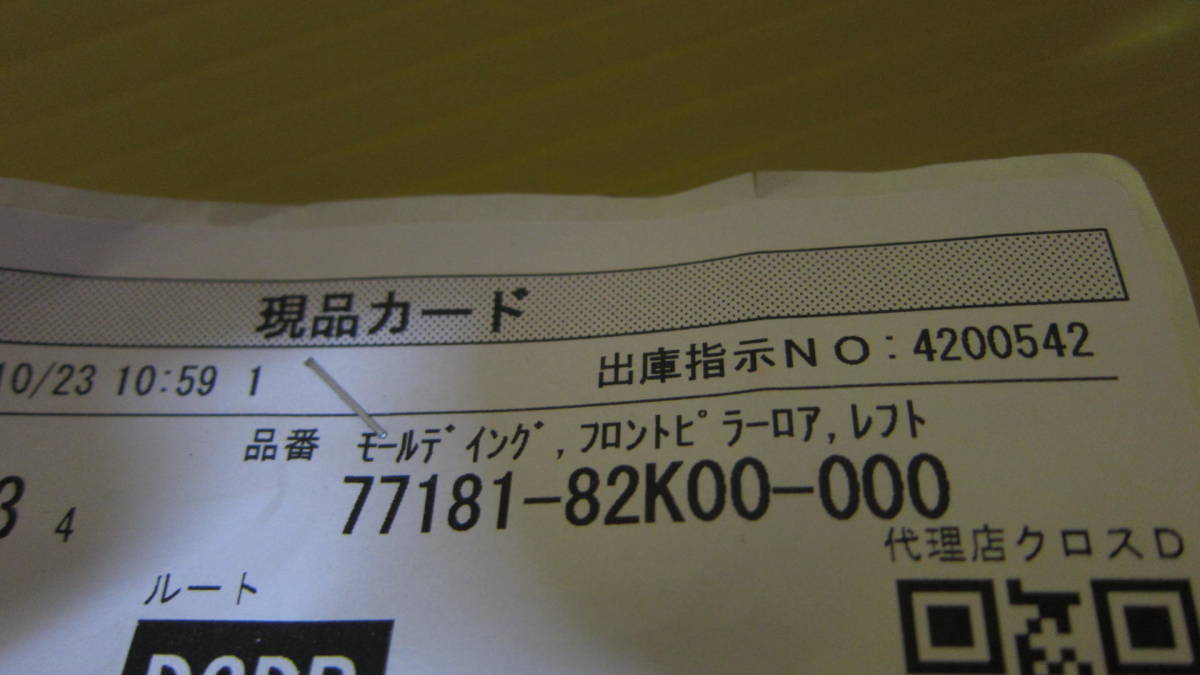 現品カード
10/23 10:59 1
出庫指示NO:4200542
品番 ﾓｰﾙﾃﾞｲﾝｸﾞ,ﾌﾛﾝﾄﾋﾟﾗｰﾛｱ,ﾚﾌﾄ
77181-82K00-000
3 4
代理店クロスD
ルート